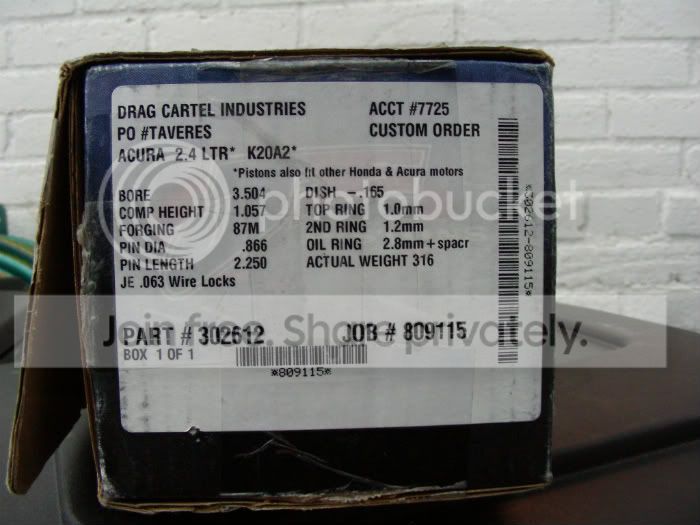 DRAG CARTEL INDUSTRIES ACCT #7725
PO #TAVERES CUSTOM ORDER
ACURA 2.4 LTR* K20A2*
*Pistons also fit other Honda & Acura motors
BORE 3.504 DISH -.165
COMP HEIGHT 1.057 TOP RING 1.0mm
FORGING 87M 2ND RING 1.2mm
PIN DIA .866 OIL RING 2.8mm+spacr
PIN LENGTH 2.250 ACTUAL WEIGHT 316
JE .063 Wire Locks
PART # 302612 JOB # 809115
BOX 1 OF 1
*809115*
*302612-809115*
photobucket
Join free. Share privately.